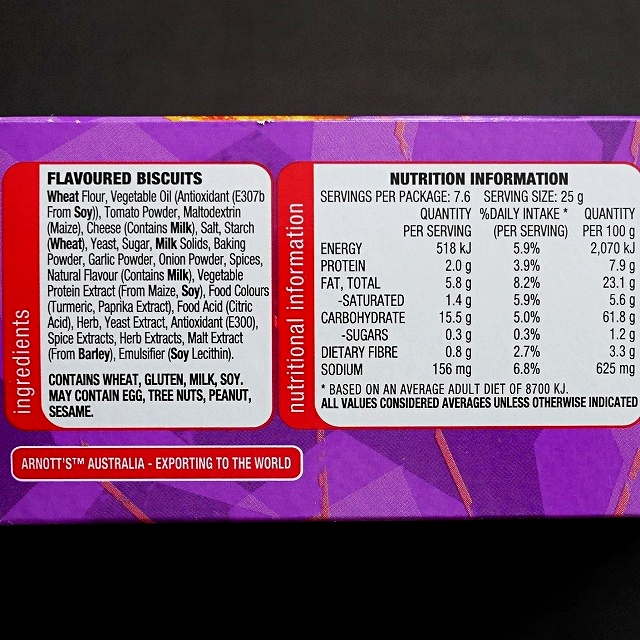 ingredients
FLAVOURED BISCUITS
Wheat Flour, Vegetable Oil (Antioxidant (E307b
From Soy)), Tomato Powder, Maltodextrin
(Maize), Cheese (Contains Milk), Salt, Starch
(Wheat), Yeast, Sugar, Milk Solids, Baking
Powder, Garlic Powder, Onion Powder, Spices,
Natural Flavour (Contains Milk), Vegetable
Protein Extract (From Maize, Soy), Food Colours
(Turmeric, Paprika Extract), Food Acid (Citric
Acid), Herb, Yeast Extract, Antioxidant (E300),
Spice Extracts, Herb Extracts, Malt Extract
(From Barley), Emulsifier (Soy Lecithin).
CONTAINS WHEAT, GLUTEN, MILK, SOY.
MAY CONTAIN EGG, TREE NUTS, PEANUT,
SESAME.
ARNOTT'S™ AUSTRALIA - EXPORTING TO THE WORLD
nutritional information
NUTRITION INFORMATION
SERVINGS PER PACKAGE: 7.6 SERVING SIZE: 25 g
QUANTITY %DAILY INTAKE * QUANTITY
PER SERVING (PER SERVING) PER 100 g
ENERGY 518 kJ 5.9% 2,070 kJ
PROTEIN 2.0 g 3.9% 7.9 g
FAT, TOTAL 5.8 g 8.2% 23.1 g
-SATURATED 1.4 g 5.9% 5.6 g
CARBOHYDRATE 15.5 g 5.0% 61.8 g
-SUGARS 0.3 g 0.3% 1.2 g
DIETARY FIBRE 0.8 g 2.7% 3.3 g
SODIUM 156 mg 6.8% 625 mg
* BASED ON AN AVERAGE ADULT DIET OF 8700 KJ.
ALL VALUES CONSIDERED AVERAGES UNLESS OTHERWISE INDICATED